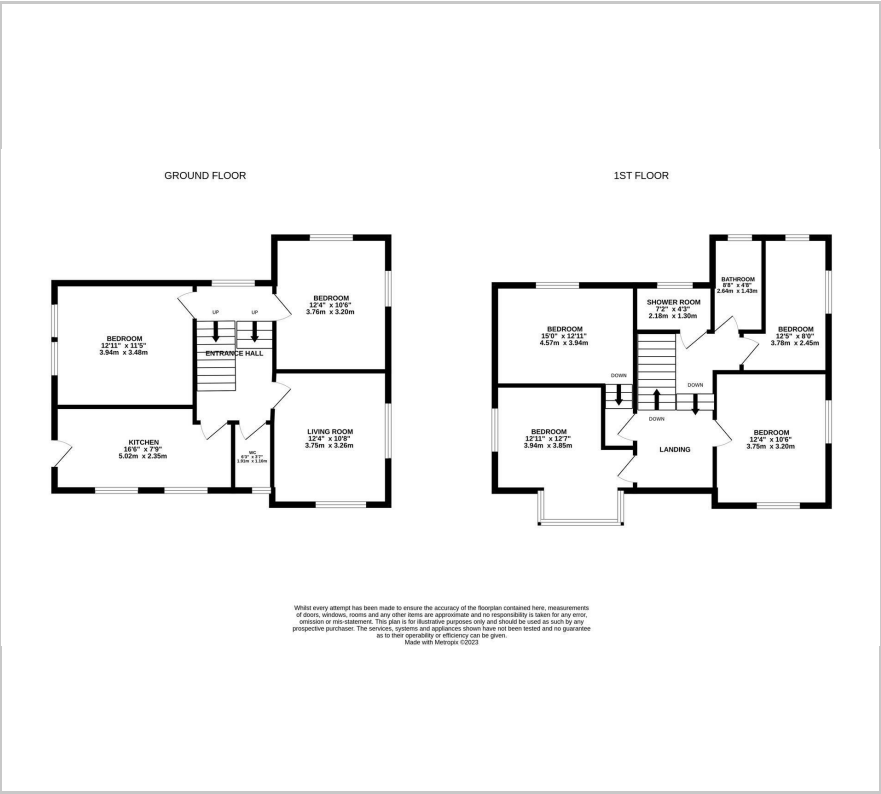 GROUND FLOOR
BEDROOM
12'11" x 11'5"
3.94m x 3.48m
UP
UP
ENTRANCE HALL
BEDROOM
12'4" x 10'6"
3.76m x 3.20m
KITCHEN
16'6" x 7'9"
5.02m x 2.35m
WC
LIVING ROOM
12'4" x 10'8"
3.75m x 3.26m
1ST FLOOR
BEDROOM
15'0" x 12'11"
4.57m x 3.94m
SHOWER ROOM
7'2" x 4'3"
2.18m x 1.30m
BATHROOM
8'8" x 4'8"
2.64m x 1.43m
BEDROOM
12'5" x 8'0"
3.78m x 2.45m
DOWN
DOWN
DOWN
BEDROOM
12'11" x 12'7"
3.94m x 3.85m
LANDING
BEDROOM
12'4" x 10'6"
3.75m x 3.20m
Whilst every attempt has been made to ensure the accuracy of the floorplan contained here, measurements
of doors, windows, rooms and any other items are approximate and no responsibility is taken for any error,
omission or mis-statement. This plan is for illustrative purposes only and should be used as such by any
prospective purchaser. The services, systems and appliances shown have not been tested and no guarantee
as to their operability or efficiency can be given.
Made with Metropix ©2023